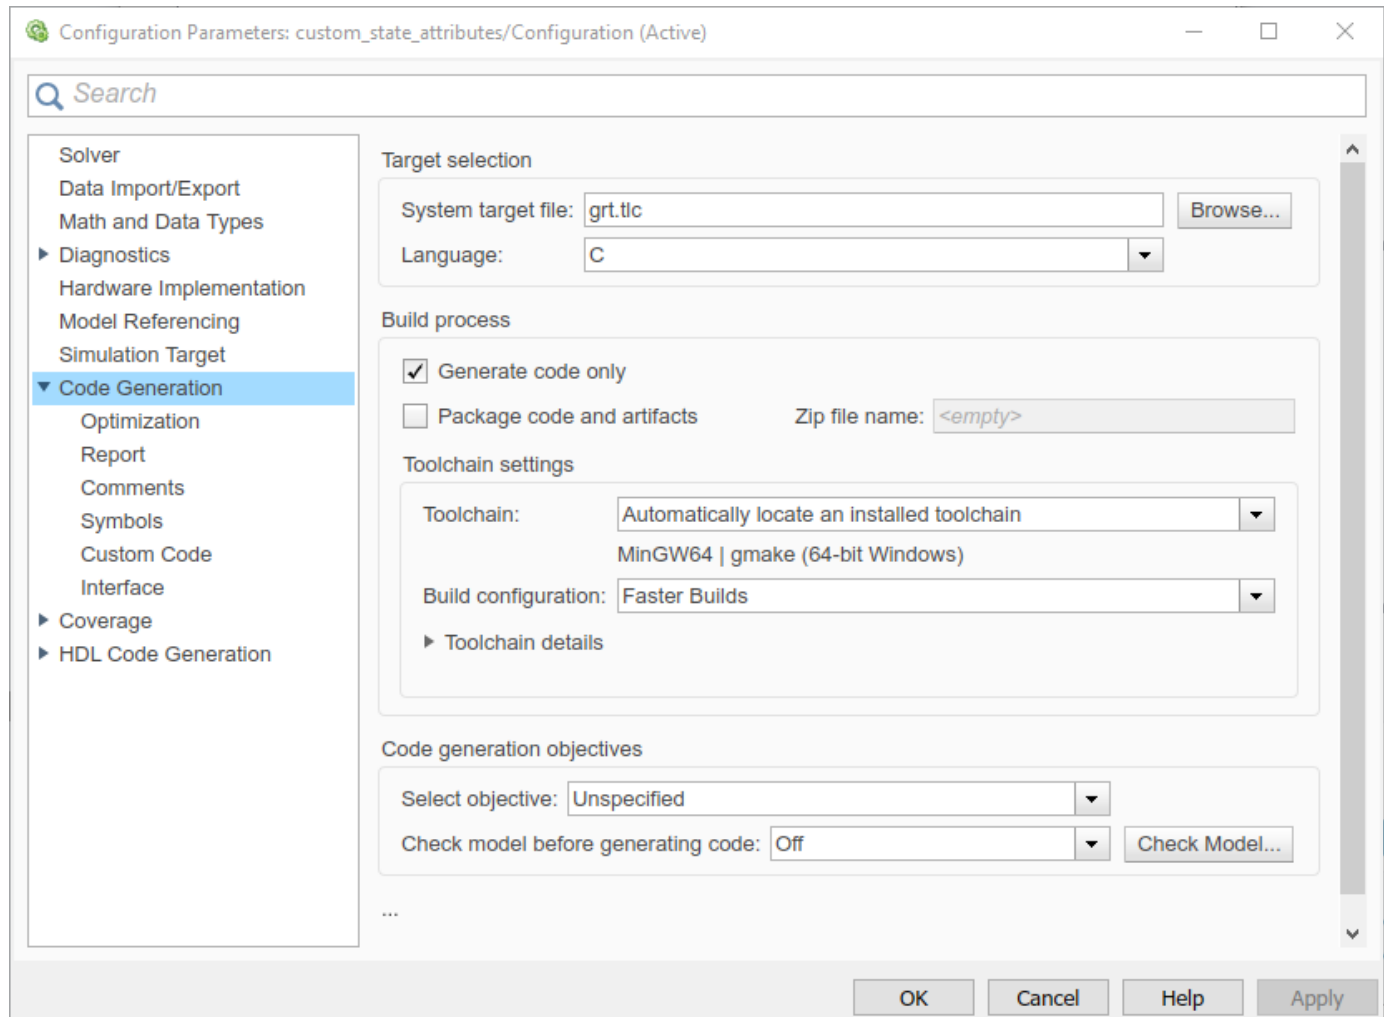 Configuration Parameters: custom_state_attributes/Configuration (Active)
Search
Solver
Data Import/Export
Math and Data Types
Diagnostics
Hardware Implementation
Model Referencing
Simulation Target
Code Generation
Optimization
Report
Comments
Symbols
Custom Code
Interface
Coverage
HDL Code Generation
Target selection
System target file: grt.tlc Browse...
Language: C
Build process
Generate code only
Package code and artifacts Zip file name: <empty>
Toolchain settings
Toolchain: Automatically locate an installed toolchain
MinGW64 | gmake (64-bit Windows)
Build configuration: Faster Builds
Toolchain details
Code generation objectives
Select objective: Unspecified
Check model before generating code: Off Check Model...
...
OK Cancel Help Apply